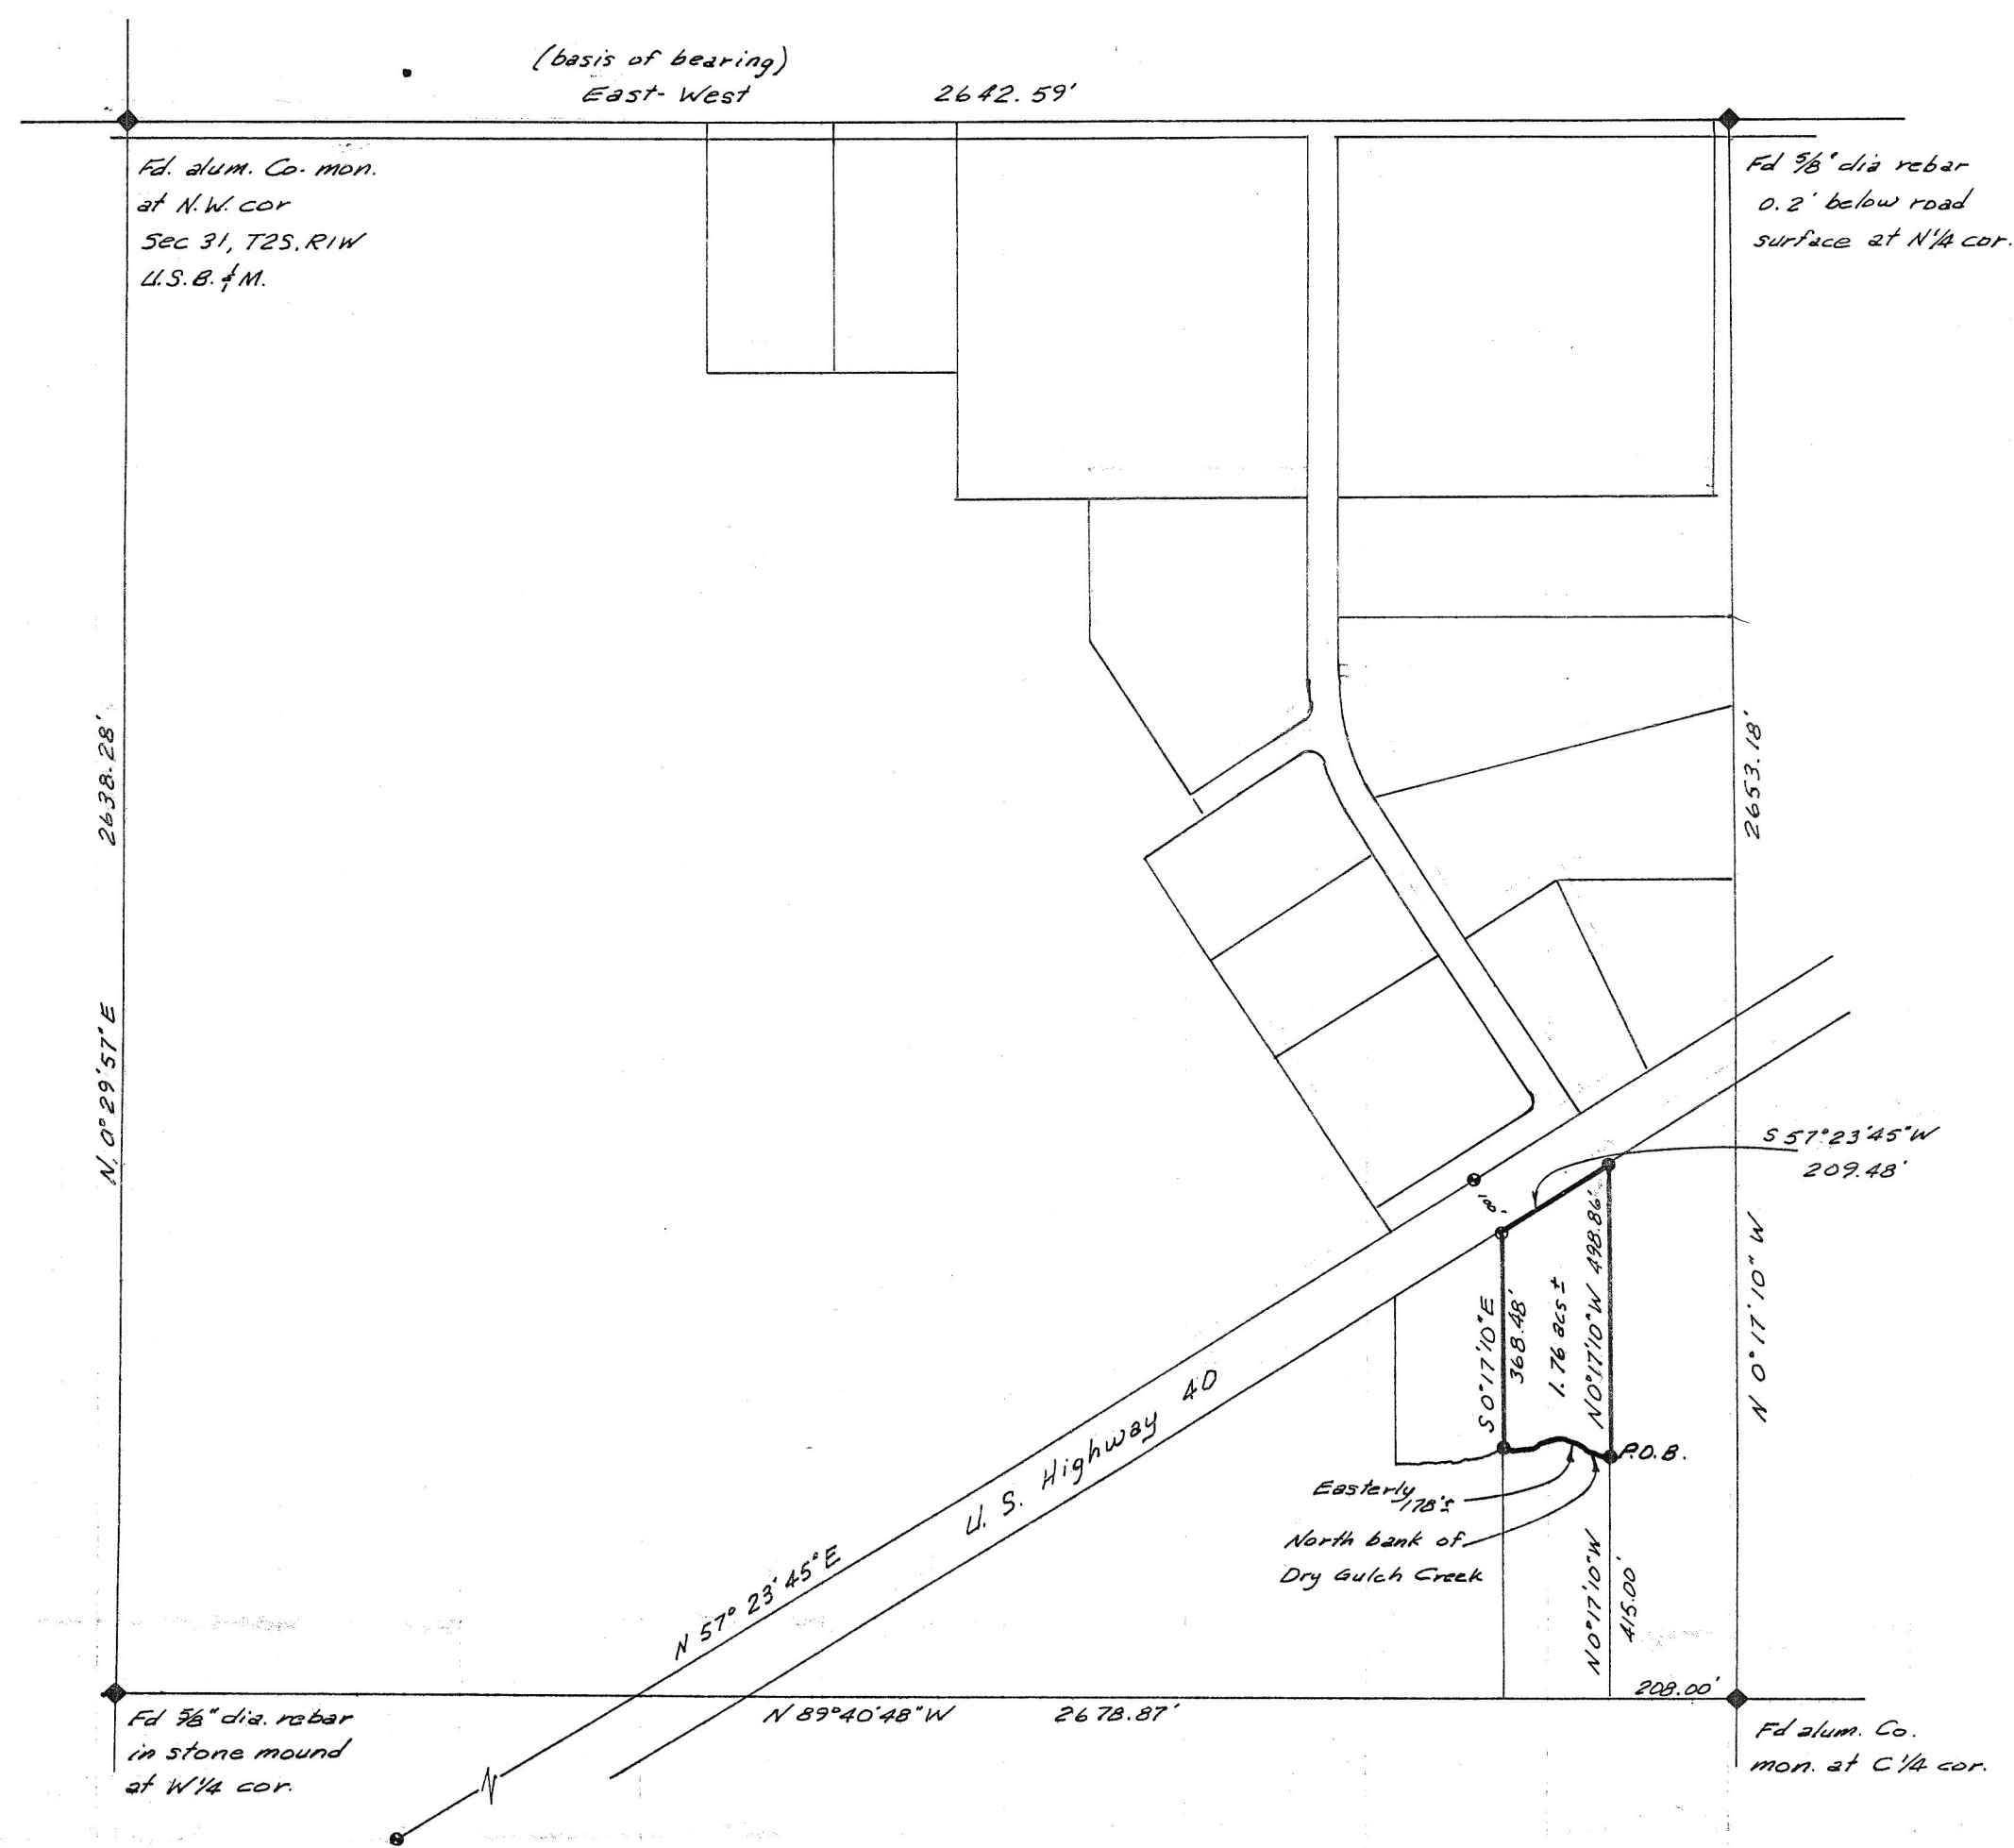 (basis of bearing)
East-West 2642.59'
Fd. alum. Co. mon.
at N.W. cor
Sec 31, T2S. R1W
U.S.B. & M.
Fd 5/8" dia rebar
0.2' below road
surface at N 1/4 cor.
N. 0° 29' 57" E 2638.28'
2653.18'
N 0° 17' 10" W
S 57° 23' 45" W
209.48'
S 0° 17' 10" E
368.48'
1.76 acs ±
N 0° 17' 10" W 498.86'
P.O.B.
Easterly
178' ±
North bank of
Dry Gulch Creek
N 0° 17' 10" W
415.00'
208.00'
U.S. Highway 40
N 57° 23' 45" E
N 89° 40' 48" W 2678.87'
Fd 5/8" dia. rebar
in stone mound
at W 1/4 cor.
Fd alum. Co.
mon. at C 1/4 cor.